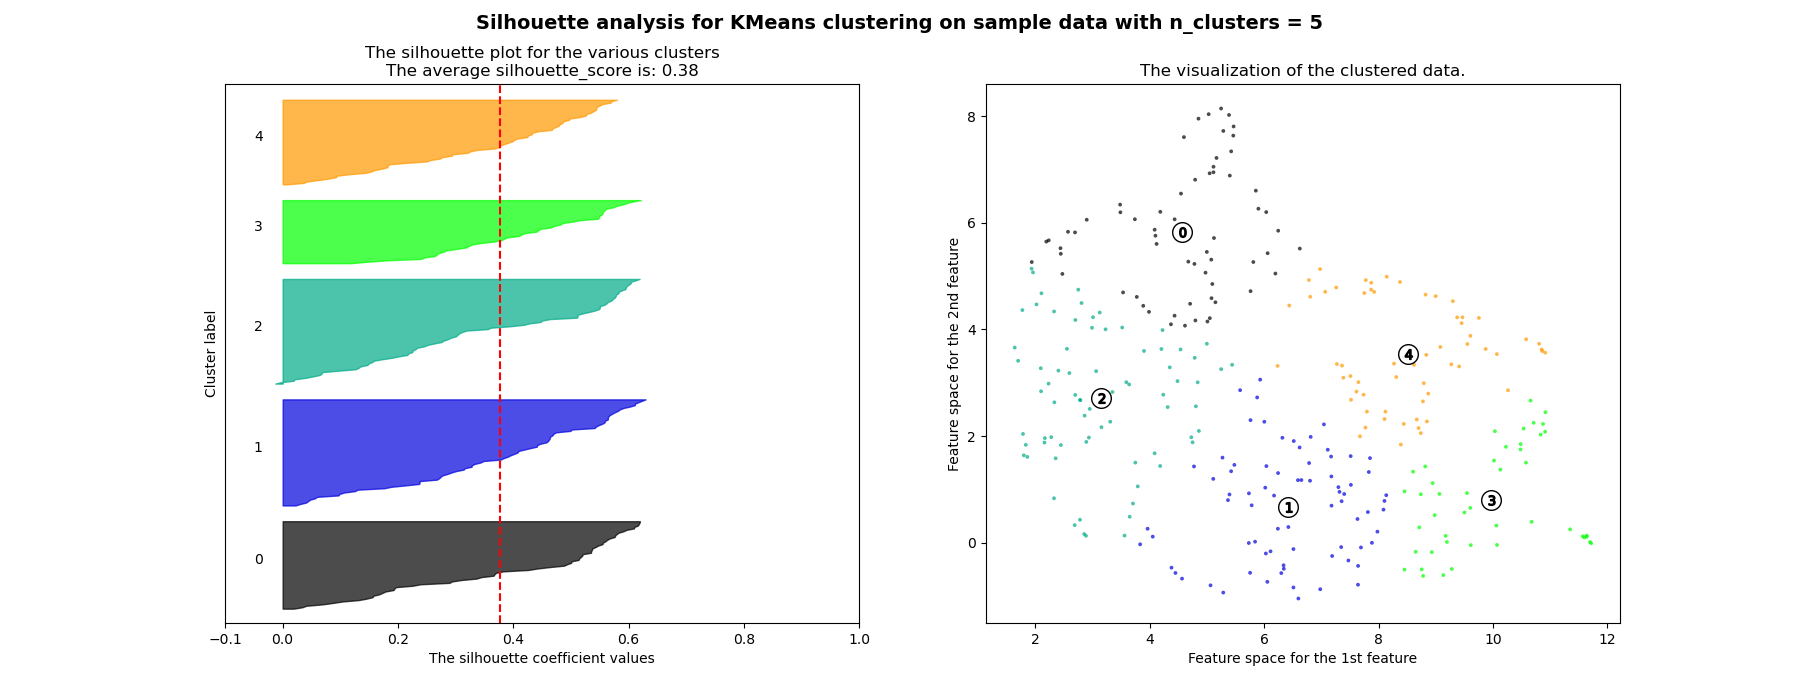 Silhouette analysis for KMeans clustering on sample data with n_clusters = 5
The silhouette plot for the various clusters
The average silhouette_score is: 0.38
4
3
2
1
0
Cluster label
−0.1 0.0 0.2 0.4 0.6 0.8 1.0
The silhouette coefficient values
The visualization of the clustered data.
8
6
4
2
0
Feature space for the 2nd feature
0
4
2
3
1
2 4 6 8 10 12
Feature space for the 1st feature